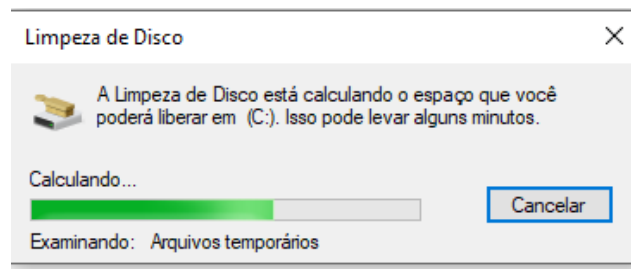 Limpeza de Disco
A Limpeza de Disco está calculando o espaço que você
poderá liberar em  (C:). Isso pode levar alguns minutos.
Calculando...
Cancelar
Examinando:   Arquivos temporários